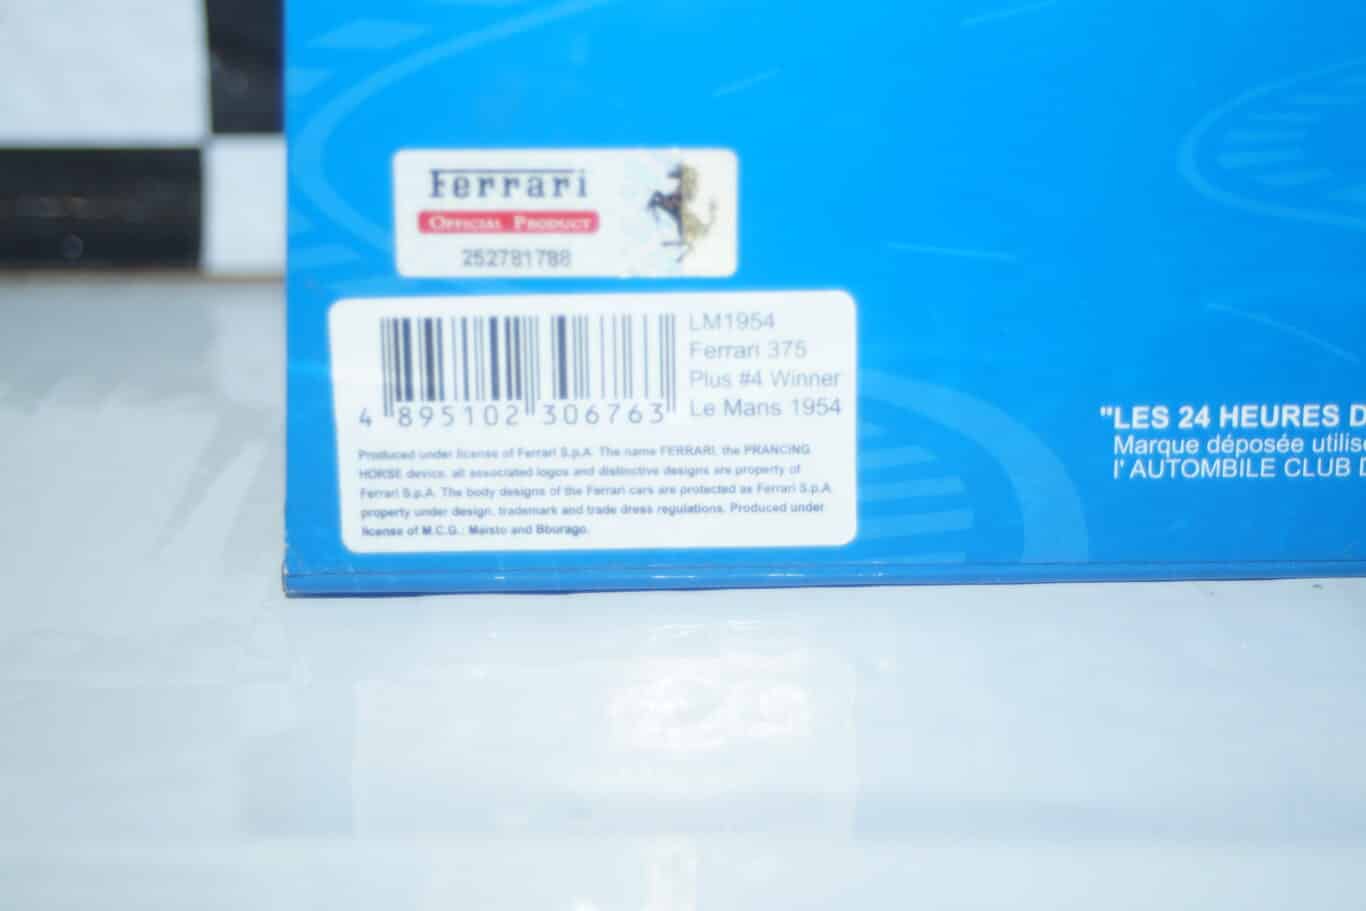 Ferrari
OFFICIAL PRODUCT
252781788
LM1954
Ferrari 375
Plus #4 Winner
Le Mans 1954
4 895102 306763
Produced under license of Ferrari S.p.A. The name FERRARI, the PRANCING
HORSE device, all associated logos and distinctive designs are property of
Ferrari S.p.A. The body designs of the Ferrari cars are protected as Ferrari S.p.A.
property under design, trademark and trade dress regulations. Produced under
license of M.C.G.: Maisto and Bburago.
"LES 24 HEURES D
Marque déposée utilis
l' AUTOMBILE CLUB D